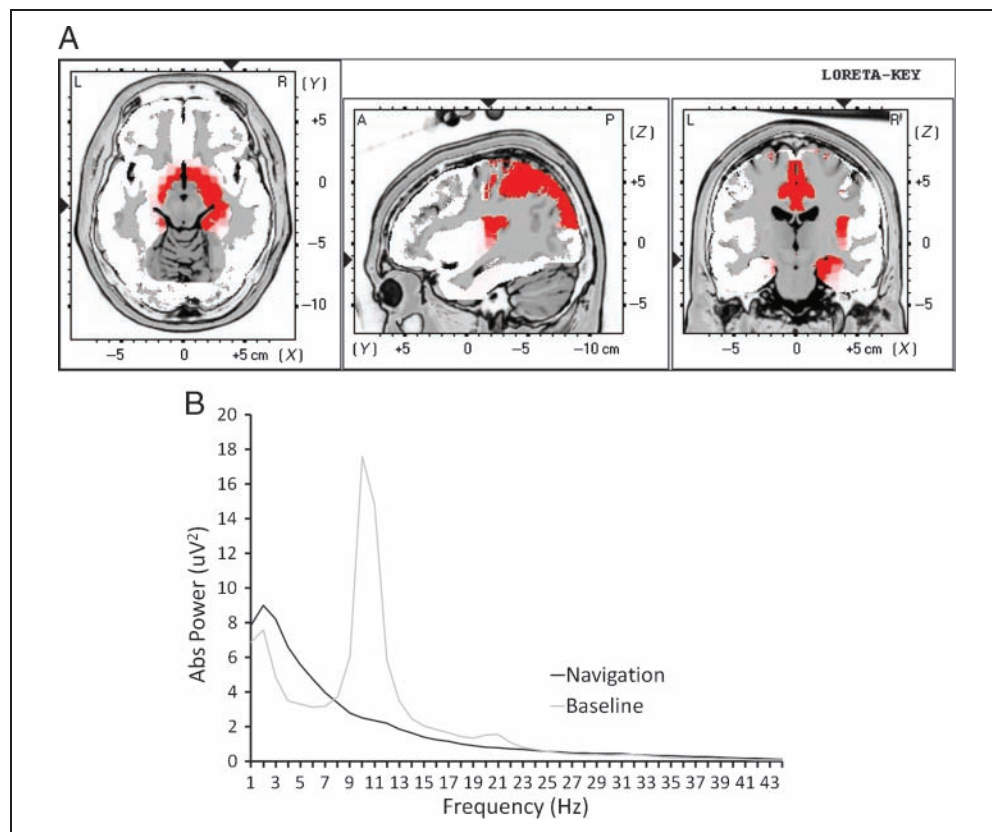 A
LORETA-KEY
L R (Y)
+5
0
-5
-10
-5 0 +5 cm (X)
A P (Z)
+5
0
-5
(Y) +5 0 -5 -10 cm
L R (Z)
+5
0
-5
-5 0 +5 cm (X)
B
20
18
16
14
12
10
8
6
4
2
0
Abs Power (uV²)
Navigation
Baseline
1 3 5 7 9 11 13 15 17 19 21 23 25 27 29 31 33 35 37 39 41 43
Frequency (Hz)